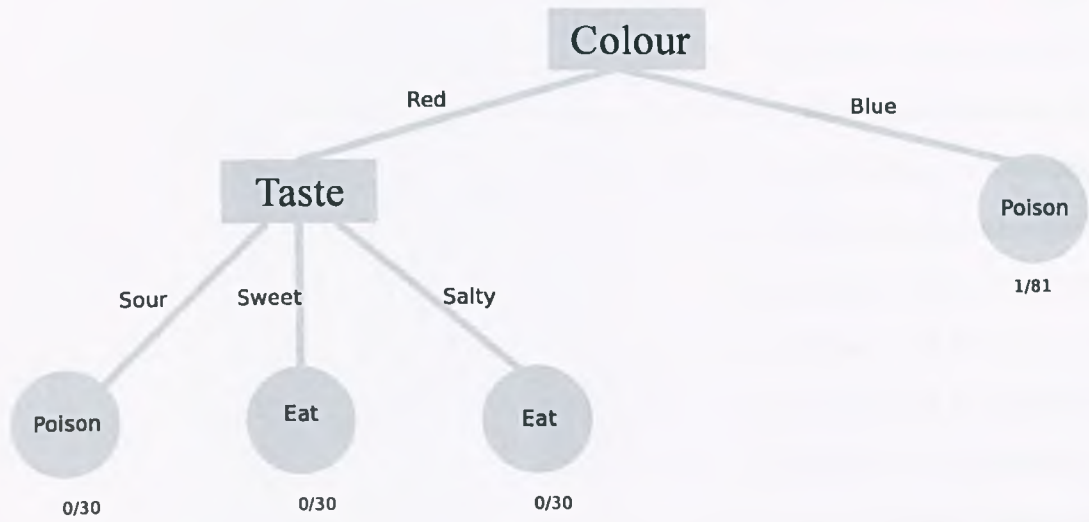 Colour
Red
Blue
Taste
Poison
1/81
Sour
Sweet
Salty
Poison
Eat
Eat
0/30
0/30
0/30